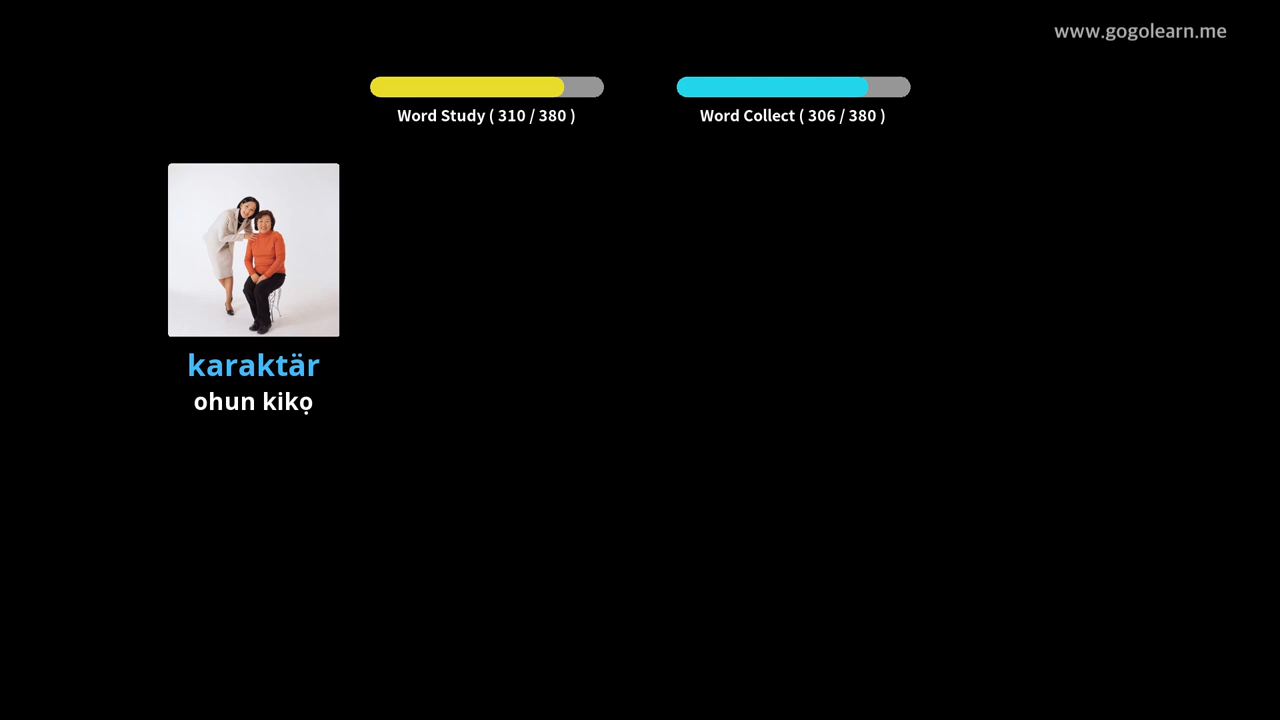 www.gogolearn.me
Word Study ( 310 / 380 )
Word Collect ( 306 / 380 )
karaktär
ohun kikọ